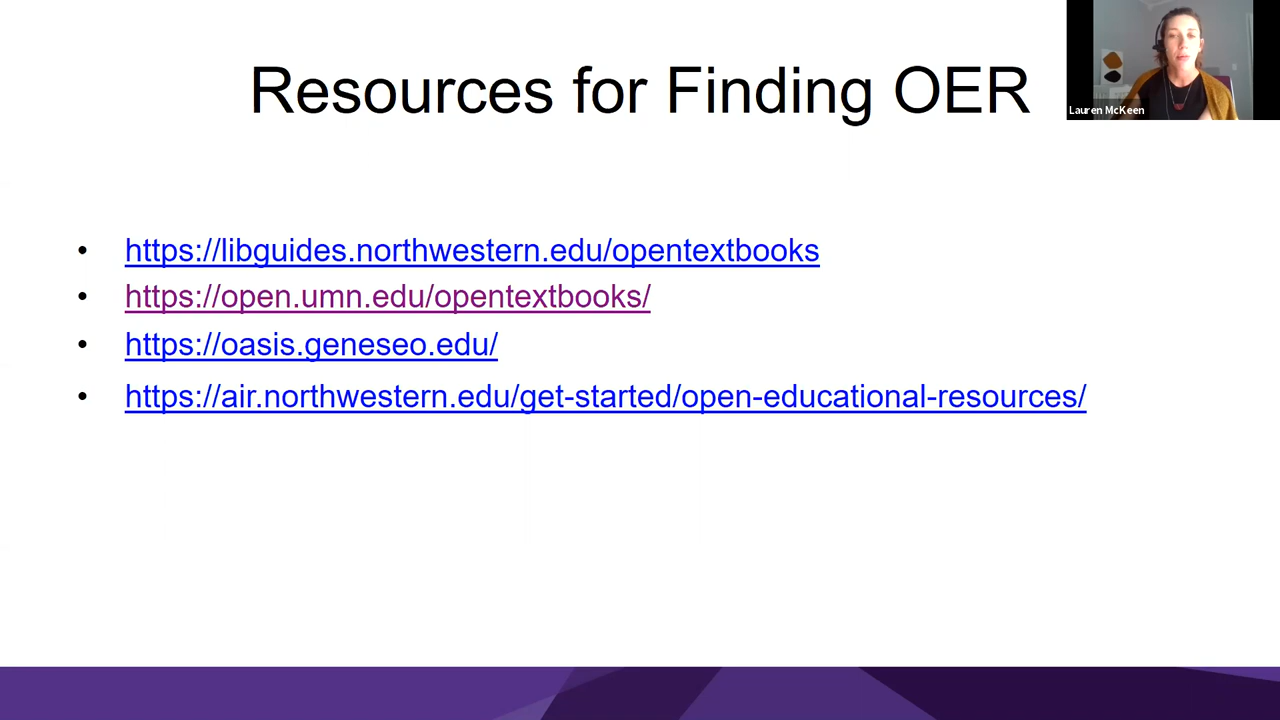 Resources for Finding OER
Lauren McKeen
• https://libguides.northwestern.edu/opentextbooks
• https://open.umn.edu/opentextbooks/
• https://oasis.geneseo.edu/
• https://air.northwestern.edu/get-started/open-educational-resources/